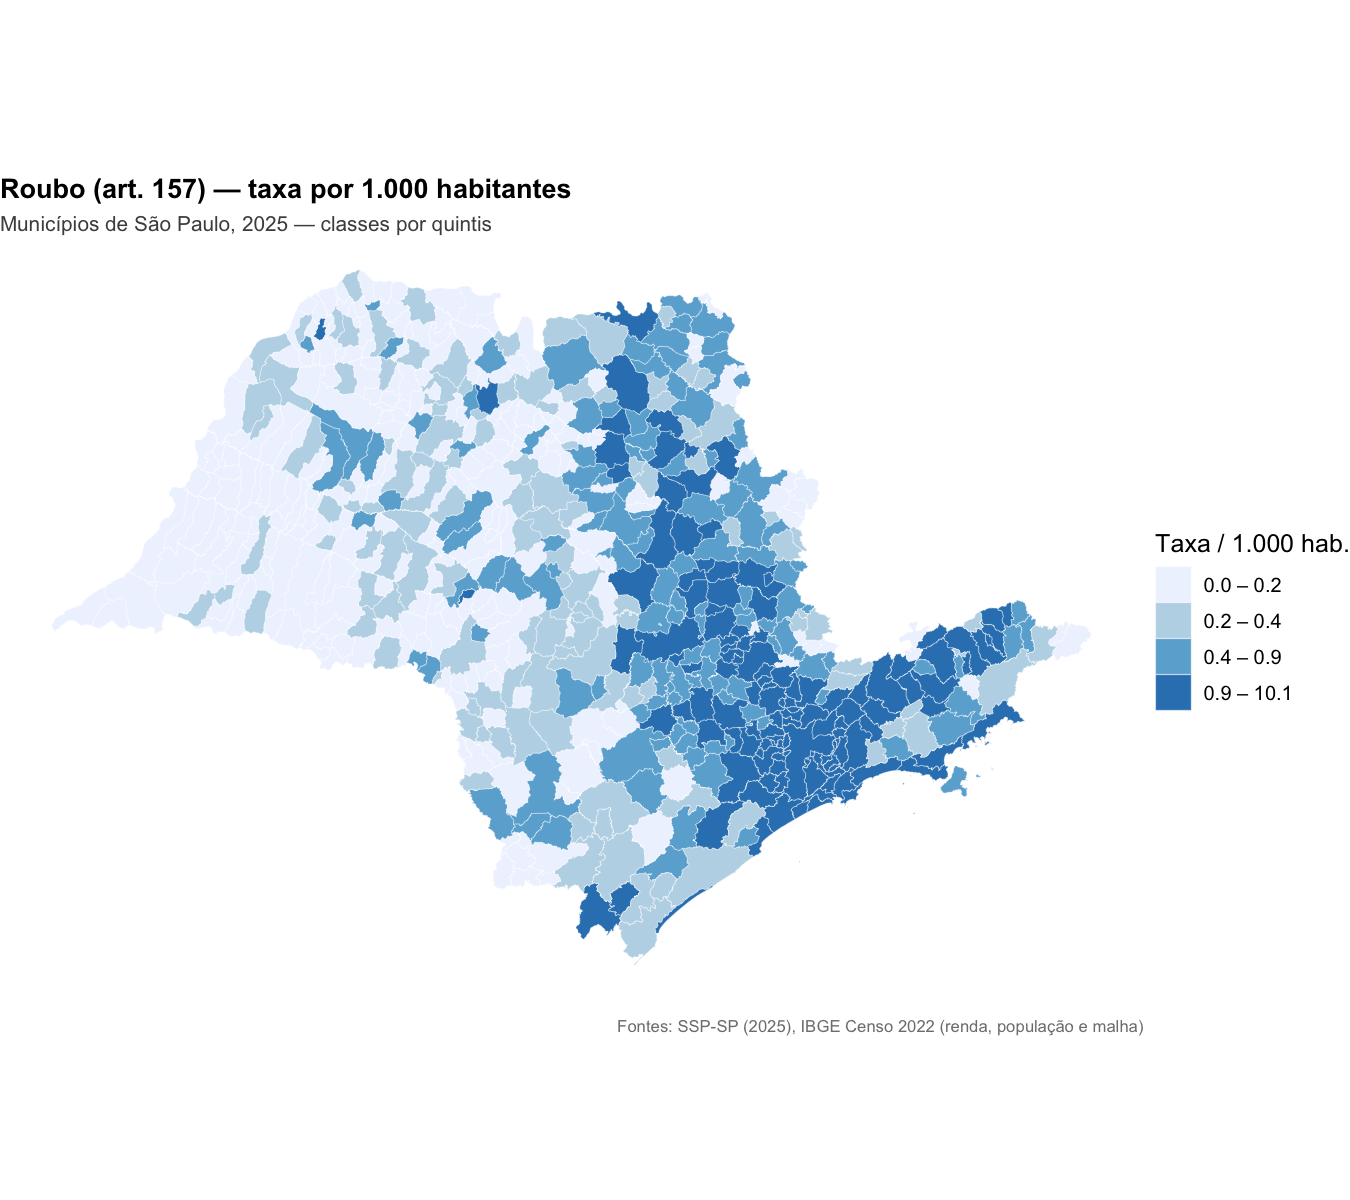 Roubo (art. 157) — taxa por 1.000 habitantes
Municípios de São Paulo, 2025 — classes por quintis
Taxa / 1.000 hab.
0.0 – 0.2
0.2 – 0.4
0.4 – 0.9
0.9 – 10.1
Fontes: SSP-SP (2025), IBGE Censo 2022 (renda, população e malha)